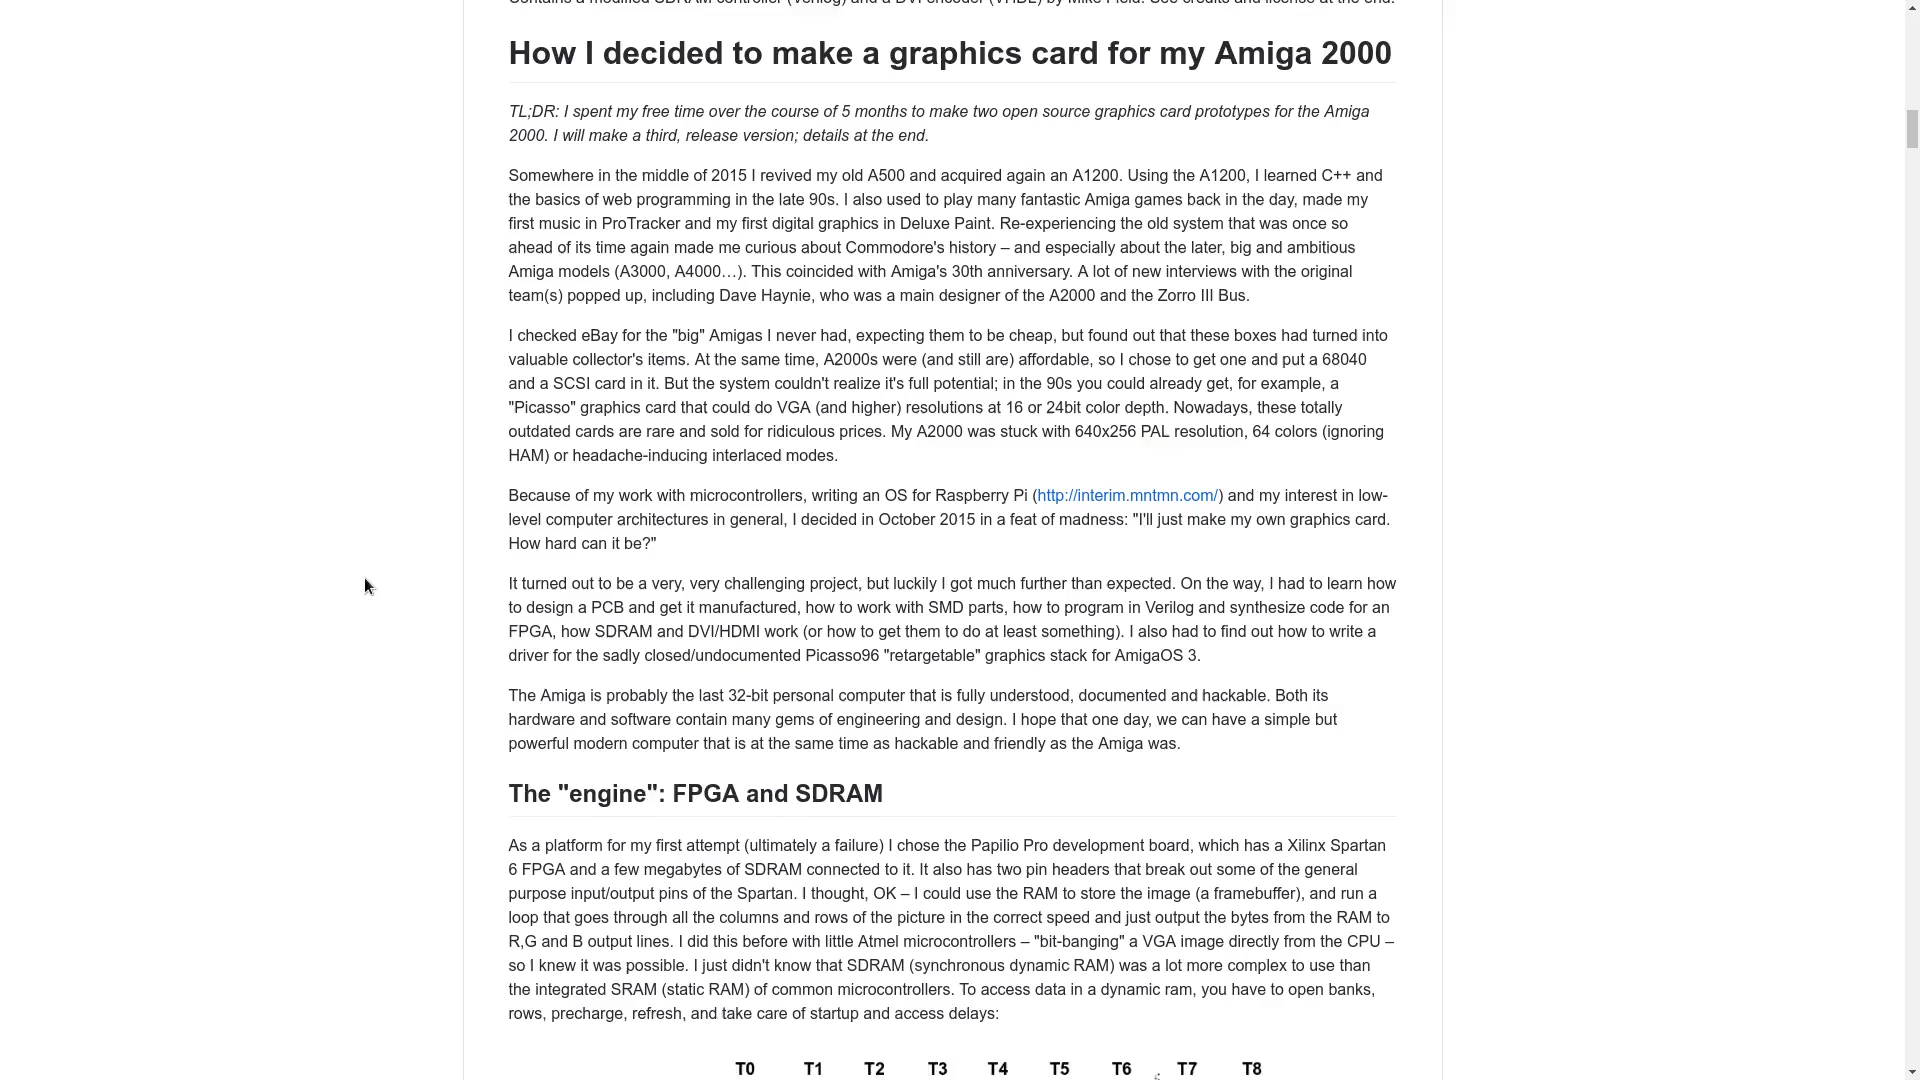 Contains a modified SDRAM controller (Verilog) and a DVI encoder (VHDL) by Mike Field. See credits and license at the end.
How I decided to make a graphics card for my Amiga 2000
TL;DR: I spent my free time over the course of 5 months to make two open source graphics card prototypes for the Amiga
2000. I will make a third, release version; details at the end.
Somewhere in the middle of 2015 I revived my old A500 and acquired again an A1200. Using the A1200, I learned C++ and
the basics of web programming in the late 90s. I also used to play many fantastic Amiga games back in the day, made my
first music in ProTracker and my first digital graphics in Deluxe Paint. Re-experiencing the old system that was once so
ahead of its time again made me curious about Commodore's history – and especially about the later, big and ambitious
Amiga models (A3000, A4000…). This coincided with Amiga's 30th anniversary. A lot of new interviews with the original
team(s) popped up, including Dave Haynie, who was a main designer of the A2000 and the Zorro III Bus.
I checked eBay for the "big" Amigas I never had, expecting them to be cheap, but found out that these boxes had turned into
valuable collector's items. At the same time, A2000s were (and still are) affordable, so I chose to get one and put a 68040
and a SCSI card in it. But the system couldn't realize it's full potential; in the 90s you could already get, for example, a
"Picasso" graphics card that could do VGA (and higher) resolutions at 16 or 24bit color depth. Nowadays, these totally
outdated cards are rare and sold for ridiculous prices. My A2000 was stuck with 640x256 PAL resolution, 64 colors (ignoring
HAM) or headache-inducing interlaced modes.
Because of my work with microcontrollers, writing an OS for Raspberry Pi (http://interim.mntmn.com/) and my interest in low-
level computer architectures in general, I decided in October 2015 in a feat of madness: "I'll just make my own graphics card.
How hard can it be?"
It turned out to be a very, very challenging project, but luckily I got much further than expected. On the way, I had to learn how
to design a PCB and get it manufactured, how to work with SMD parts, how to program in Verilog and synthesize code for an
FPGA, how SDRAM and DVI/HDMI work (or how to get them to do at least something). I also had to find out how to write a
driver for the sadly closed/undocumented Picasso96 "retargetable" graphics stack for AmigaOS 3.
The Amiga is probably the last 32-bit personal computer that is fully understood, documented and hackable. Both its
hardware and software contain many gems of engineering and design. I hope that one day, we can have a simple but
powerful modern computer that is at the same time as hackable and friendly as the Amiga was.
The "engine": FPGA and SDRAM
As a platform for my first attempt (ultimately a failure) I chose the Papilio Pro development board, which has a Xilinx Spartan
6 FPGA and a few megabytes of SDRAM connected to it. It also has two pin headers that break out some of the general
purpose input/output pins of the Spartan. I thought, OK – I could use the RAM to store the image (a framebuffer), and run a
loop that goes through all the columns and rows of the picture in the correct speed and just output the bytes from the RAM to
R,G and B output lines. I did this before with little Atmel microcontrollers – "bit-banging" a VGA image directly from the CPU –
so I knew it was possible. I just didn't know that SDRAM (synchronous dynamic RAM) was a lot more complex to use than
the integrated SRAM (static RAM) of common microcontrollers. To access data in a dynamic ram, you have to open banks,
rows, precharge, refresh, and take care of startup and access delays:
T0 T1 T2 T3 T4 T5 T6 T7 T8